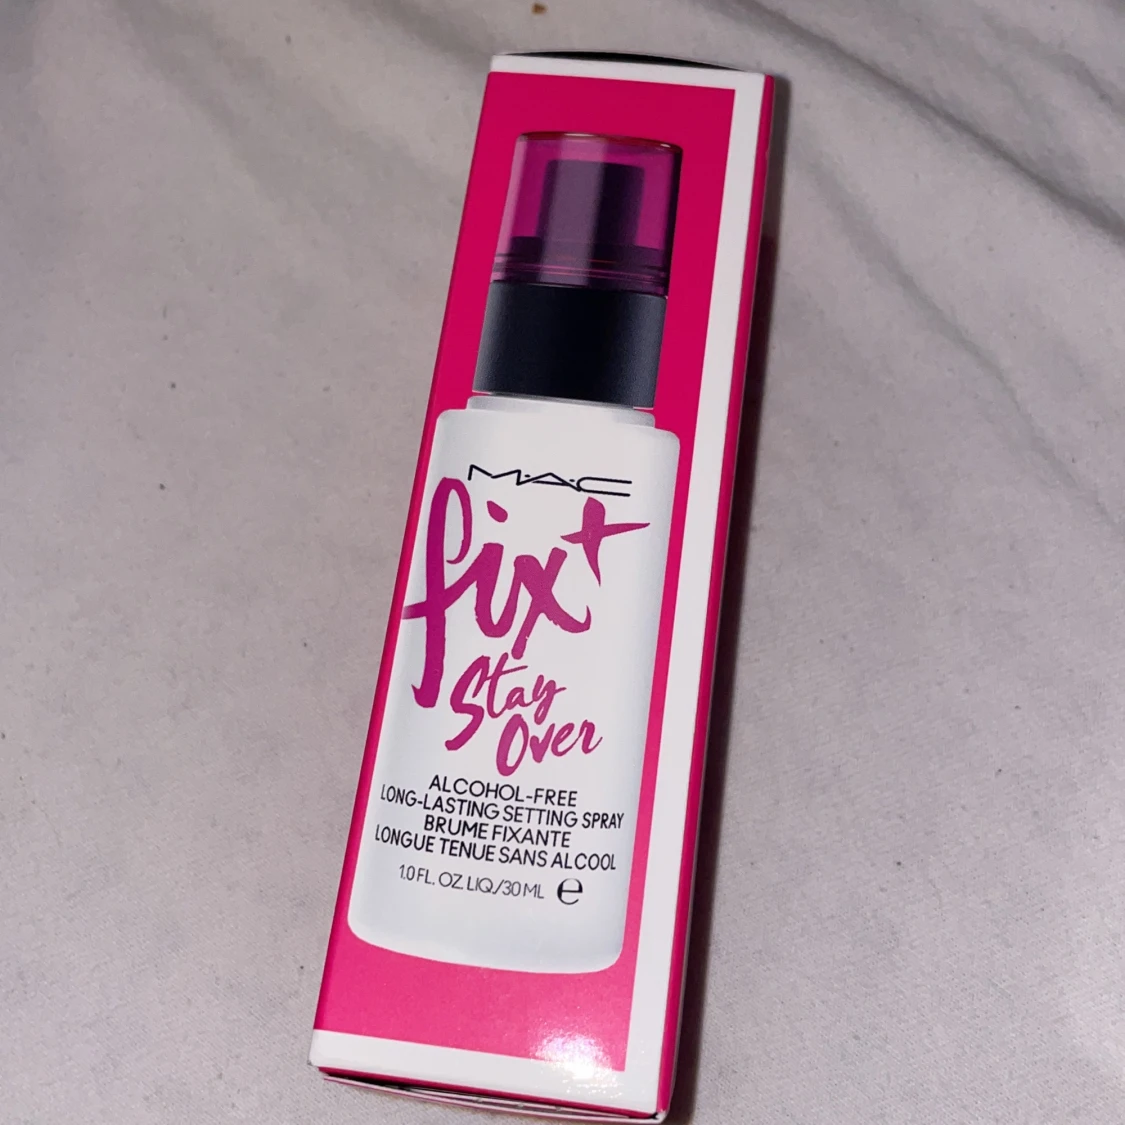 M·A·C
fix+
Stay
Over
ALCOHOL-FREE
LONG-LASTING SETTING SPRAY
BRUME FIXANTE
LONGUE TENUE SANS ALCOOL
1.0 FL. OZ. LIQ./30 ML ℮